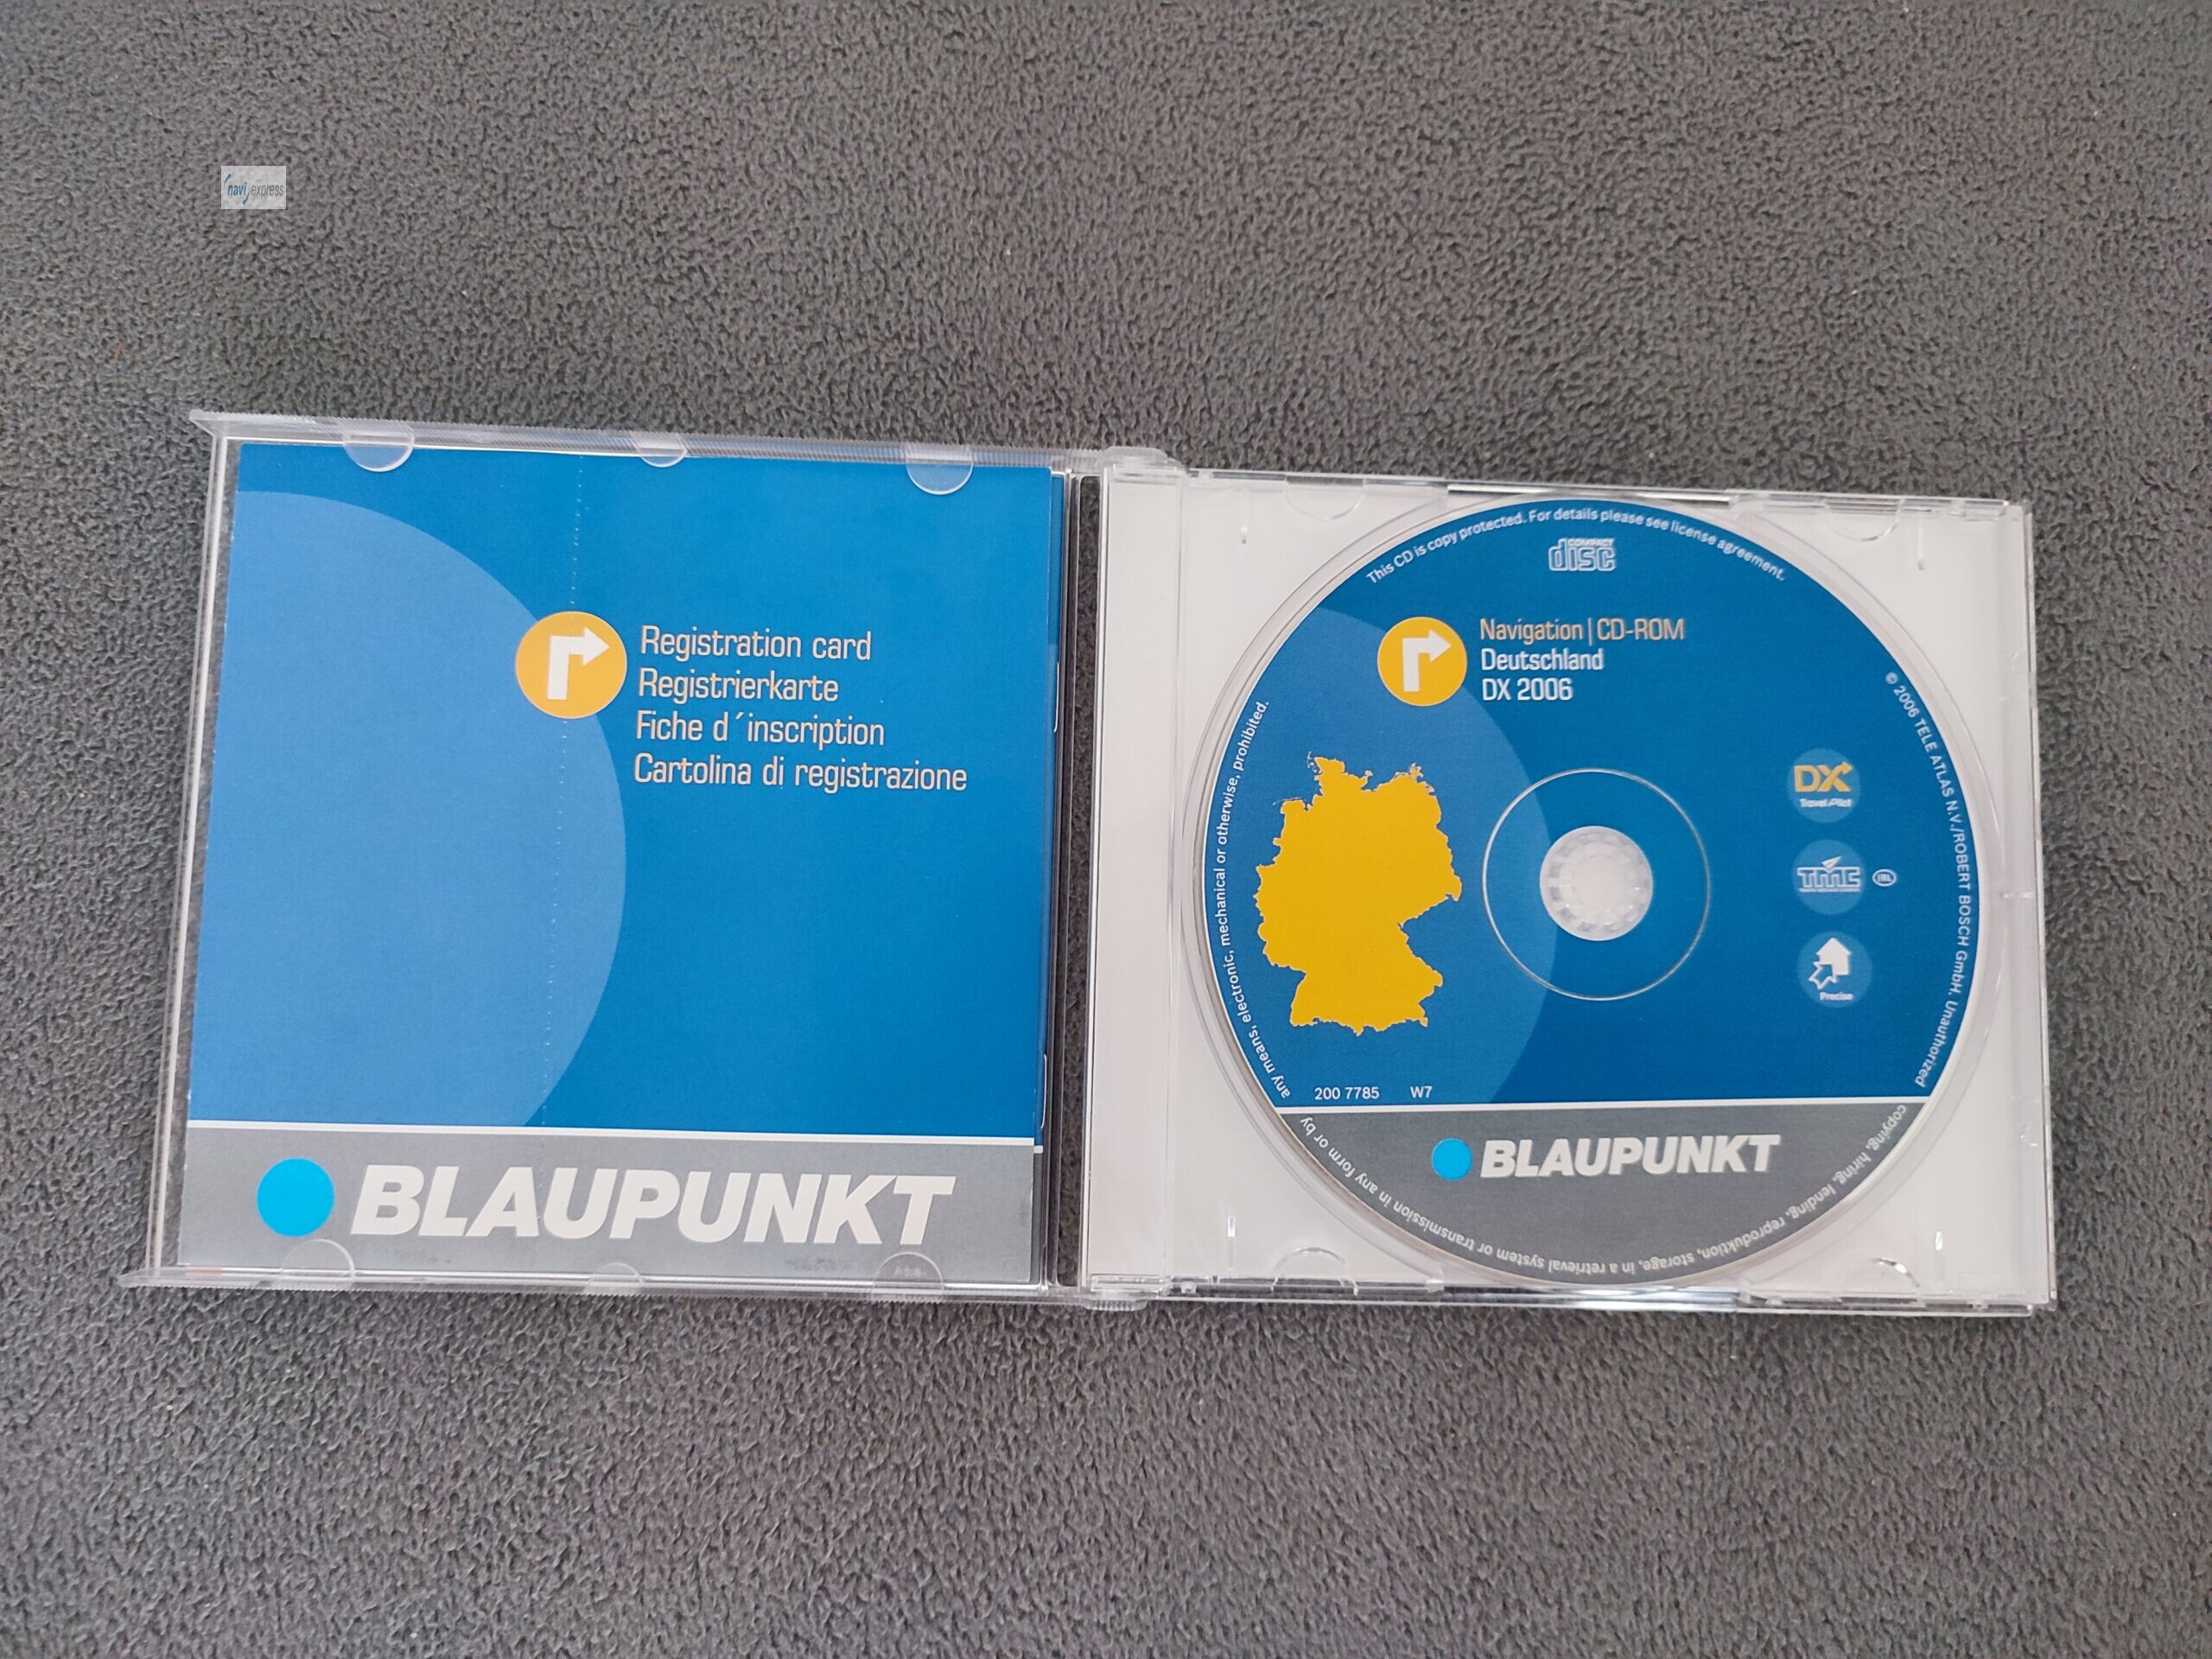 navi express
Registration card
Registrierkarte
Fiche d´inscription
Cartolina di registrazione
BLAUPUNKT
This CD is copy protected. For details please see license agreement.
COMPACT
disc
Navigation | CD-ROM
Deutschland
DX 2006
DX
Travel Pilot
TMC
Precise
200 7785 W7
BLAUPUNKT
© 2006 TELE ATLAS N.V./ROBERT BOSCH GmbH. Unauthorized
copying, hiring, lending, reproduktion, storage, in a retrieval system or transmission in any form or by
any means, electronic, mechanical or otherwise, prohibited.